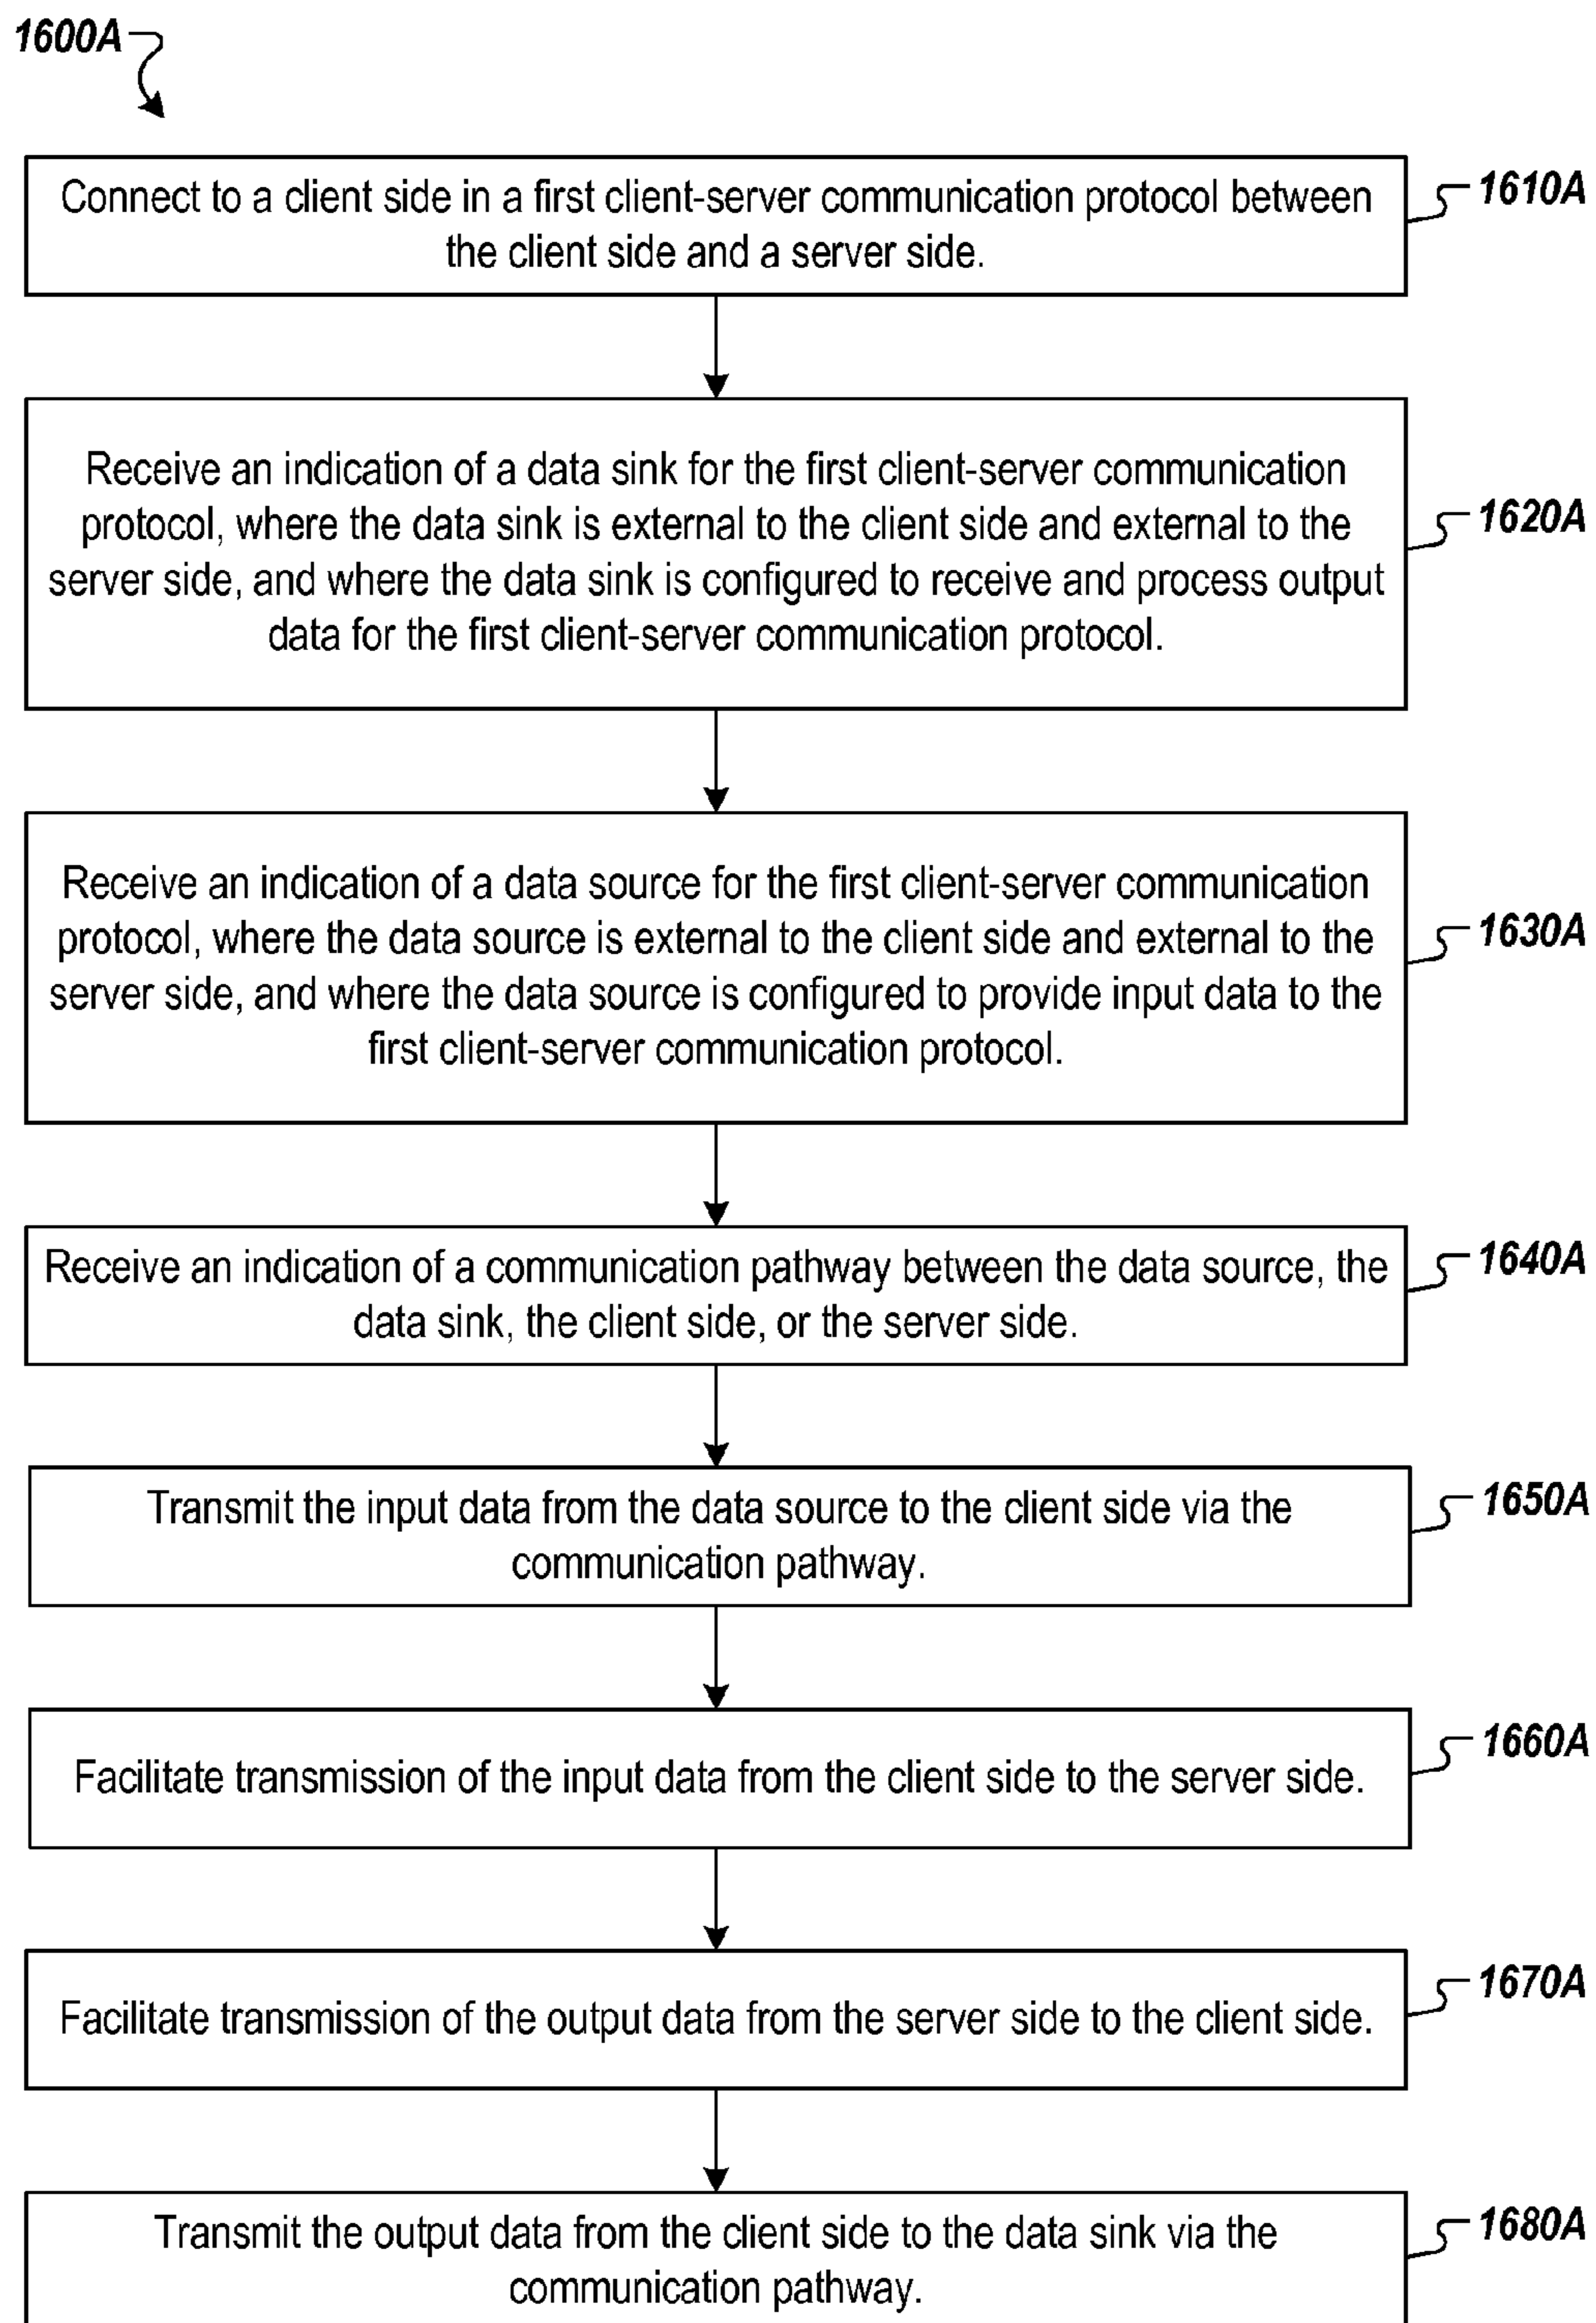 1600A
Connect to a client side in a first client-server communication protocol between
the client side and a server side.
1610A
Receive an indication of a data sink for the first client-server communication
protocol, where the data sink is external to the client side and external to the
server side, and where the data sink is configured to receive and process output
data for the first client-server communication protocol.
1620A
Receive an indication of a data source for the first client-server communication
protocol, where the data source is external to the client side and external to the
server side, and where the data source is configured to provide input data to the
first client-server communication protocol.
1630A
Receive an indication of a communication pathway between the data source, the
data sink, the client side, or the server side.
1640A
Transmit the input data from the data source to the client side via the
communication pathway.
1650A
Facilitate transmission of the input data from the client side to the server side.
1660A
Facilitate transmission of the output data from the server side to the client side.
1670A
Transmit the output data from the client side to the data sink via the
communication pathway.
1680A